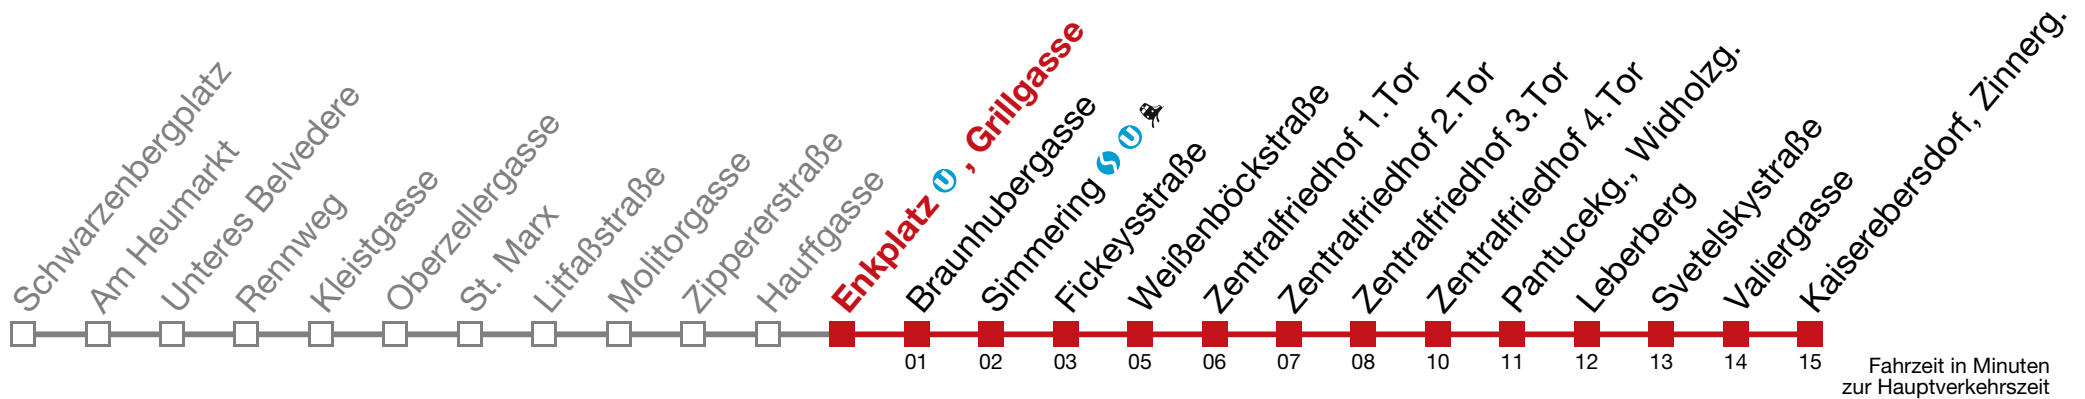 Schwarzenbergplatz
Am Heumarkt
Unteres Belvedere
Rennweg
Kleistgasse
Oberzellergasse
St. Marx
Litfaßstraße
Molitorgasse
Zippererstraße
Hauffgasse
Enkplatz U , Grillgasse
Braunhubergasse
Simmering S U
Fickeysstraße
Weißenböckstraße
Zentralfriedhof 1. Tor
Zentralfriedhof 2. Tor
Zentralfriedhof 3. Tor
Zentralfriedhof 4. Tor
Pantucekg., Widholzg.
Leberberg
Svetelskystraße
Valiergasse
Kaiserebersdorf, Zinnerg.
01 02 03 05 06 07 08 10 11 12 13 14 15
Fahrzeit in Minuten
zur Hauptverkehrszeit